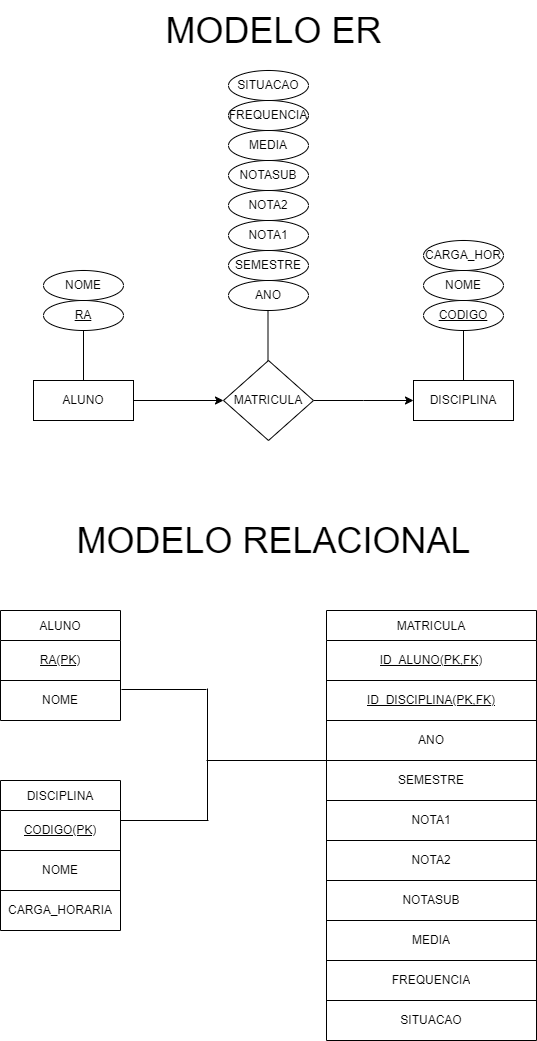 MODELO ER
SITUACAO
FREQUENCIA
MEDIA
NOTASUB
NOTA2
NOTA1
SEMESTRE
ANO
NOME
RA
CARGA_HOR
NOME
CODIGO
ALUNO
MATRICULA
DISCIPLINA
MODELO RELACIONAL
ALUNO
RA(PK)
NOME
DISCIPLINA
CODIGO(PK)
NOME
CARGA_HORARIA
MATRICULA
ID_ALUNO(PK,FK)
ID_DISCIPLINA(PK,FK)
ANO
SEMESTRE
NOTA1
NOTA2
NOTASUB
MEDIA
FREQUENCIA
SITUACAO